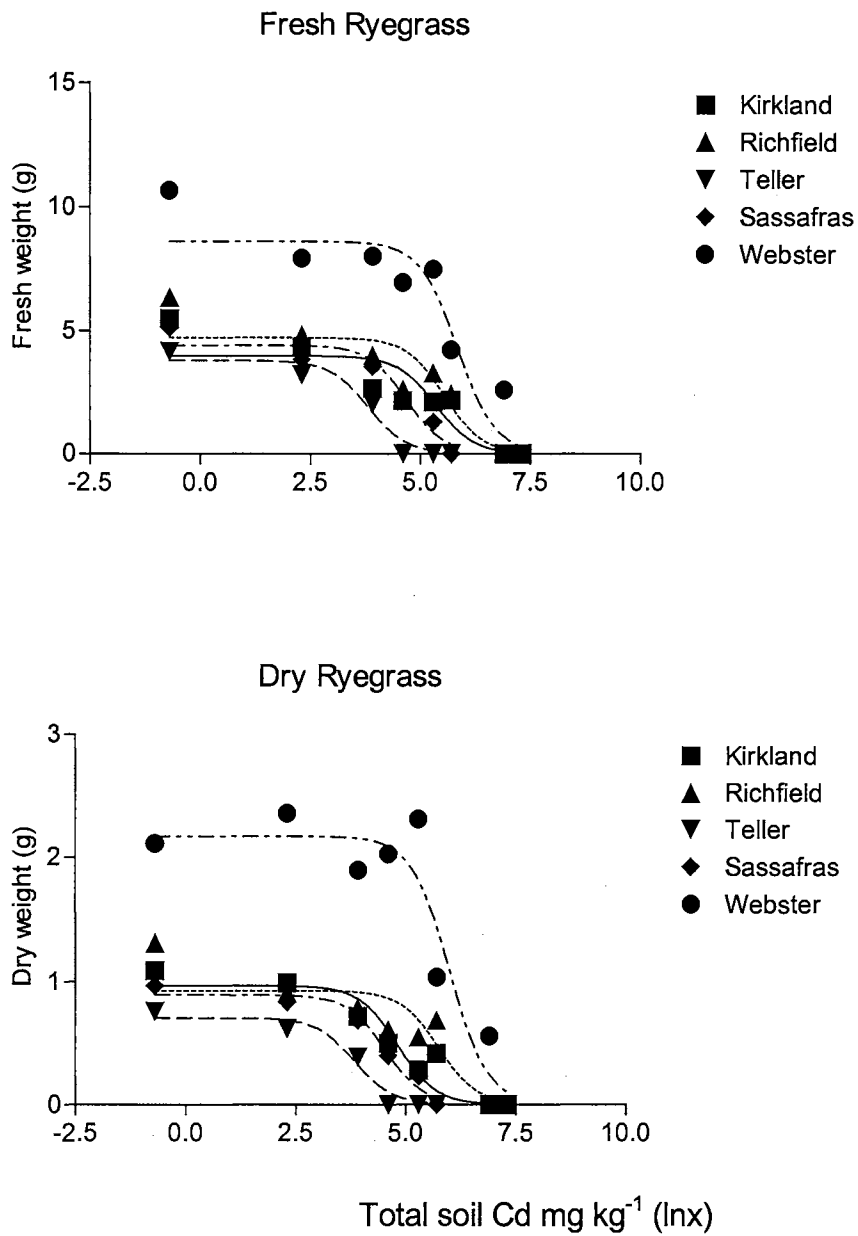 Fresh Ryegrass
15
10
5
0
Fresh weight (g)
-2.5 0.0 2.5 5.0 7.5 10.0
Kirkland
Richfield
Teller
Sassafras
Webster
Dry Ryegrass
3
2
1
0
Dry weight (g)
-2.5 0.0 2.5 5.0 7.5 10.0
Kirkland
Richfield
Teller
Sassafras
Webster
Total soil Cd mg kg⁻¹ (lnx)